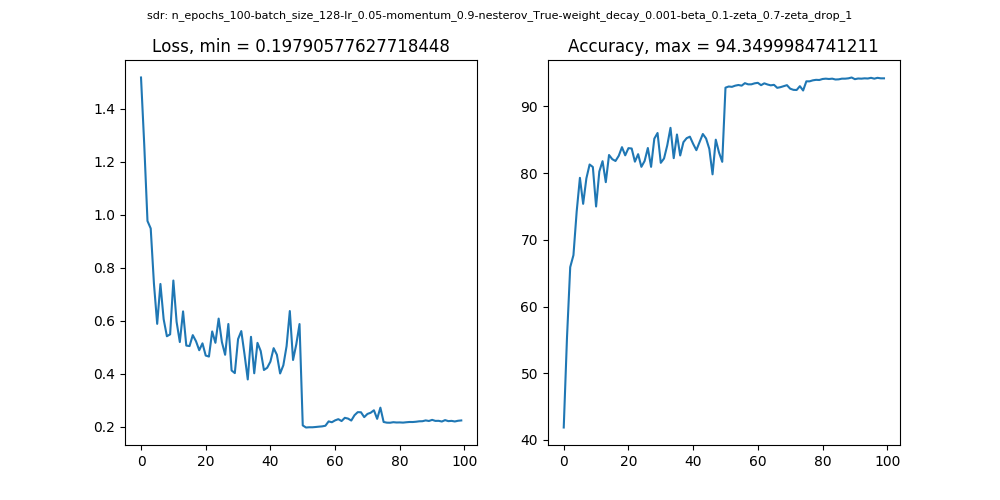 sdr: n_epochs_100-batch_size_128-lr_0.05-momentum_0.9-nesterov_True-weight_decay_0.001-beta_0.1-zeta_0.7-zeta_drop_1
Loss, min = 0.19790577627718448
1.4
1.2
1.0
0.8
0.6
0.4
0.2
0 20 40 60 80 100
Accuracy, max = 94.3499984741211
90
80
70
60
50
40
0 20 40 60 80 100